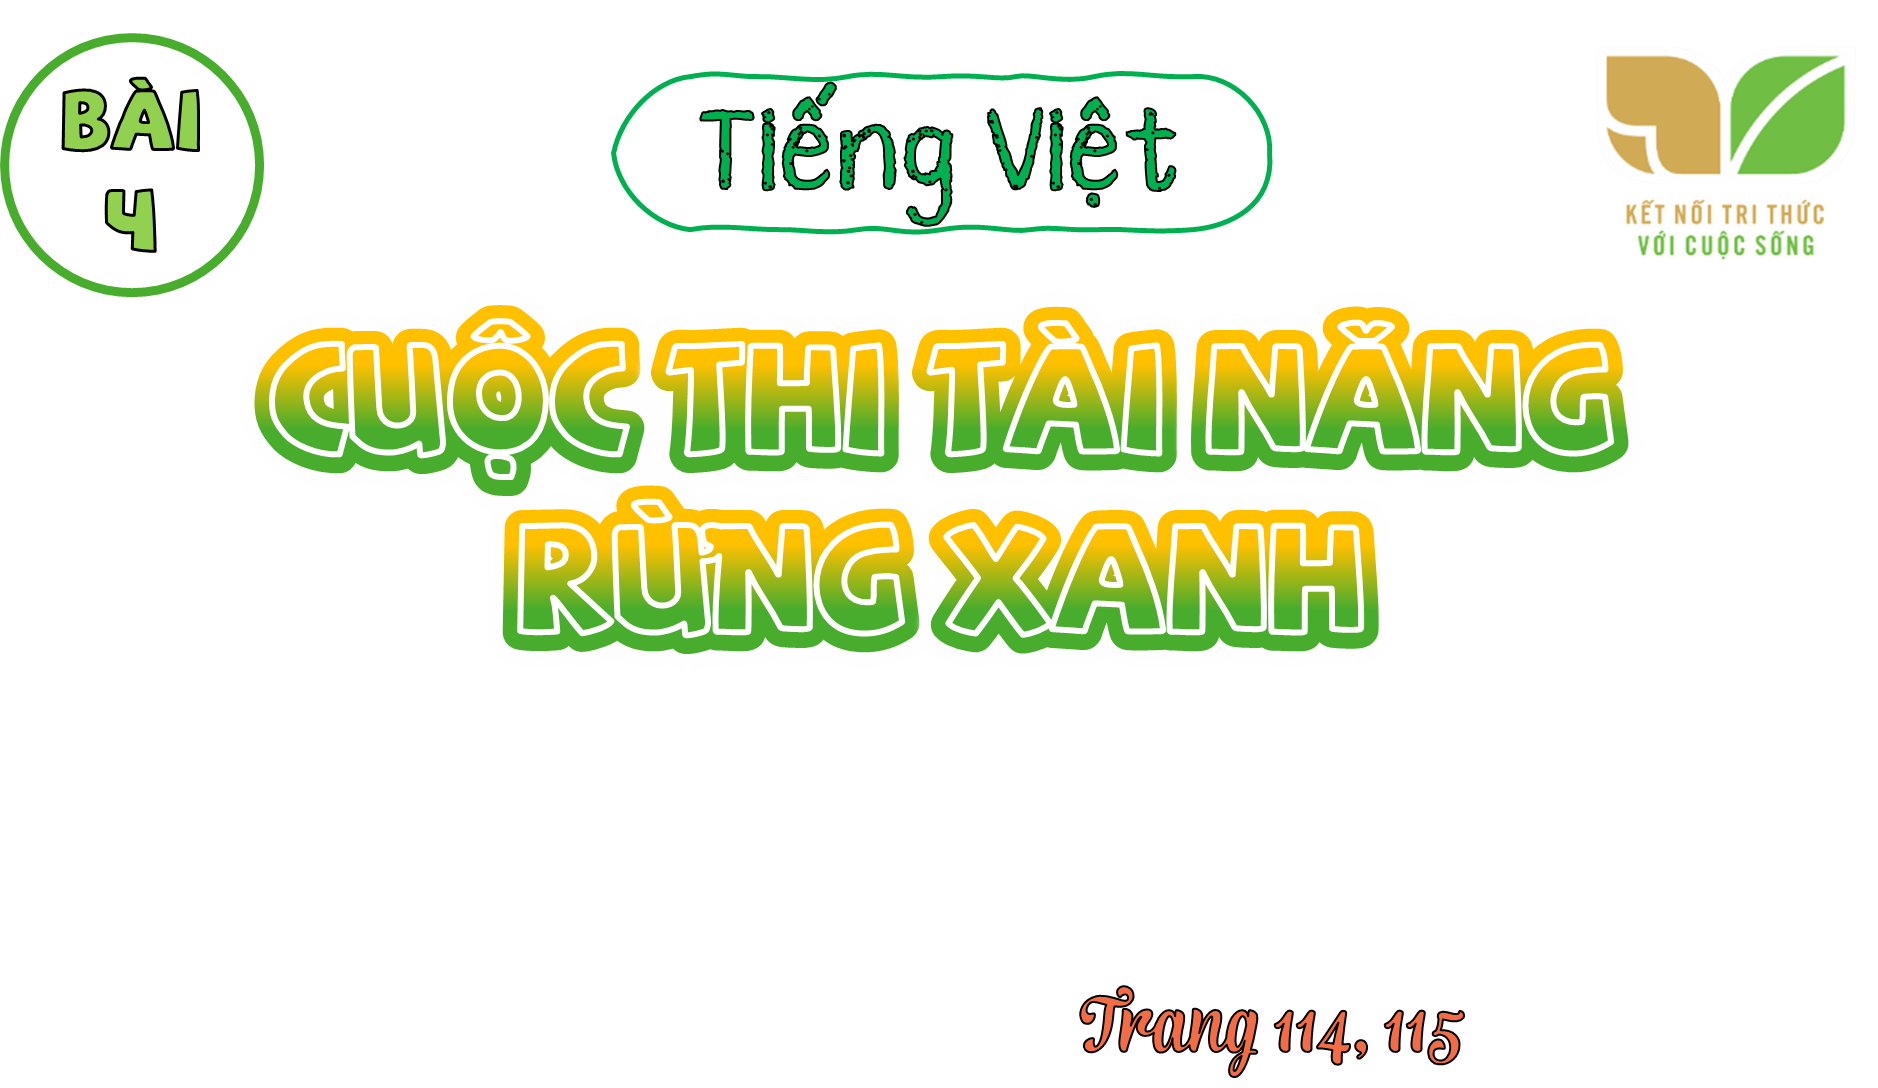 BÀI
4
Tiếng Việt
KẾT NỐI TRI THỨC
VỚI CUỘC SỐNG
CUỘC THI TÀI NĂNG
RỪNG XANH
Trang 114, 115